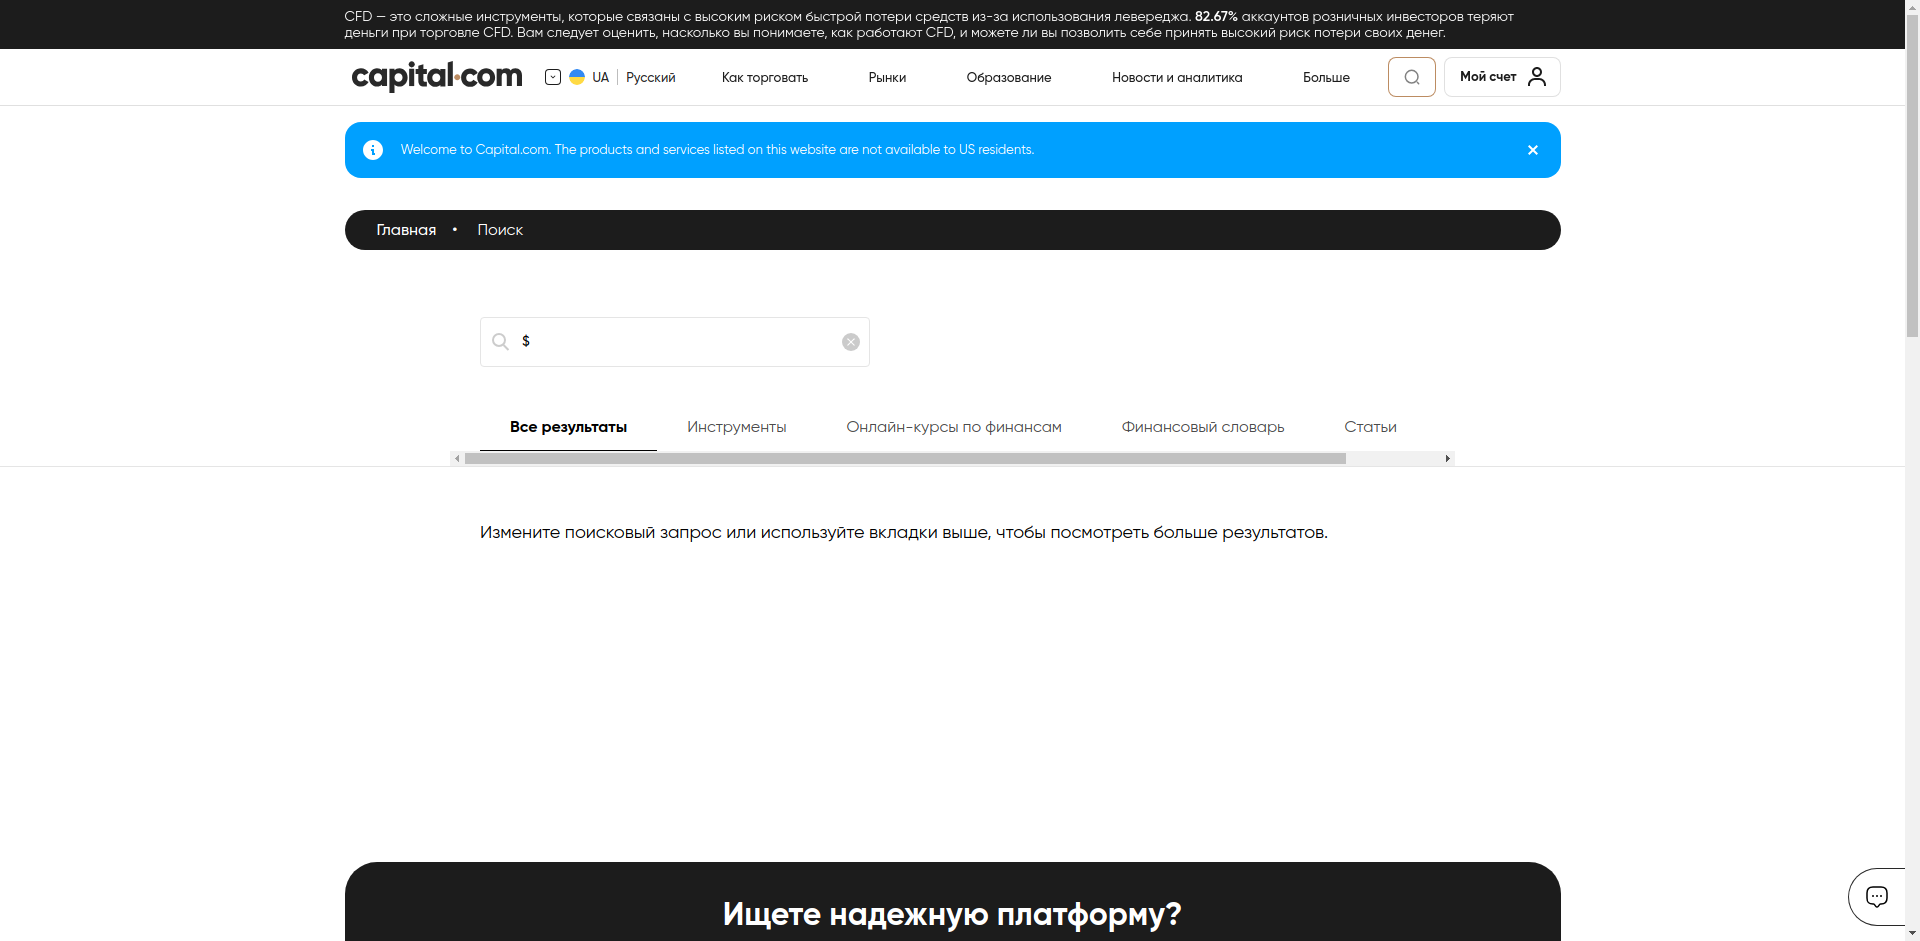 CFD — это сложные инструменты, которые связаны с высоким риском быстрой потери средств из-за использования левереджа. 82.67% аккаунтов розничных инвесторов теряют
деньги при торговле CFD. Вам следует оценить, насколько вы понимаете, как работают CFD, и можете ли вы позволить себе принять высокий риск потери своих денег.
capital.com UA Русский Как торговать Рынки Образование Новости и аналитика Больше Мой счет
Welcome to Capital.com. The products and services listed on this website are not available to US residents.
Главная • Поиск
$
Все результаты Инструменты Онлайн-курсы по финансам Финансовый словарь Статьи
Измените поисковый запрос или используйте вкладки выше, чтобы посмотреть больше результатов.
Ищете надежную платформу?